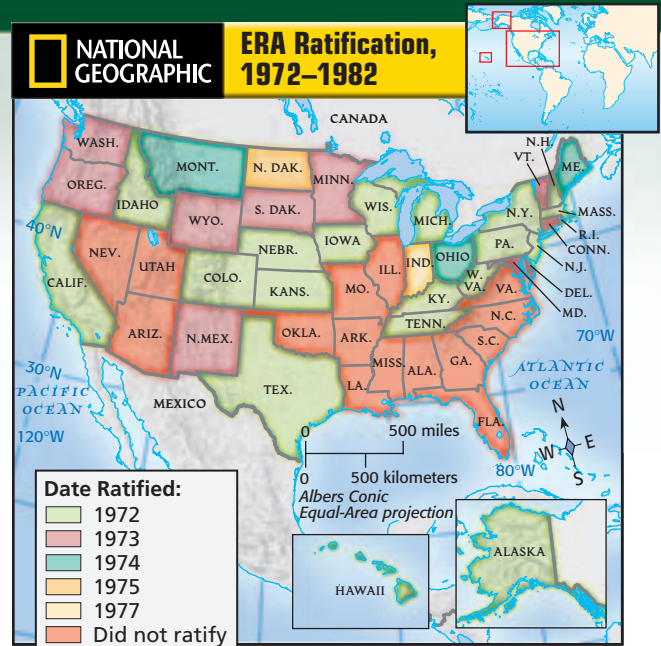 NATIONAL
GEOGRAPHIC
ERA Ratification,
1972–1982
CANADA
WASH.
MONT.
N. DAK.
MINN.
VT.
N.H.
ME.
OREG.
IDAHO
WYO.
S. DAK.
WIS.
MICH.
N.Y.
MASS.
R.I.
CONN.
40°N
NEV.
UTAH
COLO.
NEBR.
IOWA
ILL.
IND.
OHIO
PA.
N.J.
DEL.
MD.
CALIF.
KANS.
MO.
KY.
W.
VA.
VA.
ARIZ.
N.MEX.
OKLA.
ARK.
TENN.
N.C.
S.C.
70°W
30°N
PACIFIC
OCEAN
MEXICO
TEX.
LA.
MISS.
ALA.
GA.
FLA.
ATLANTIC
OCEAN
120°W
80°W
N
W
E
S
0
500 miles
0
500 kilometers
Albers Conic
Equal-Area projection
Date Ratified:
1972
1973
1974
1975
1977
Did not ratify
HAWAII
ALASKA